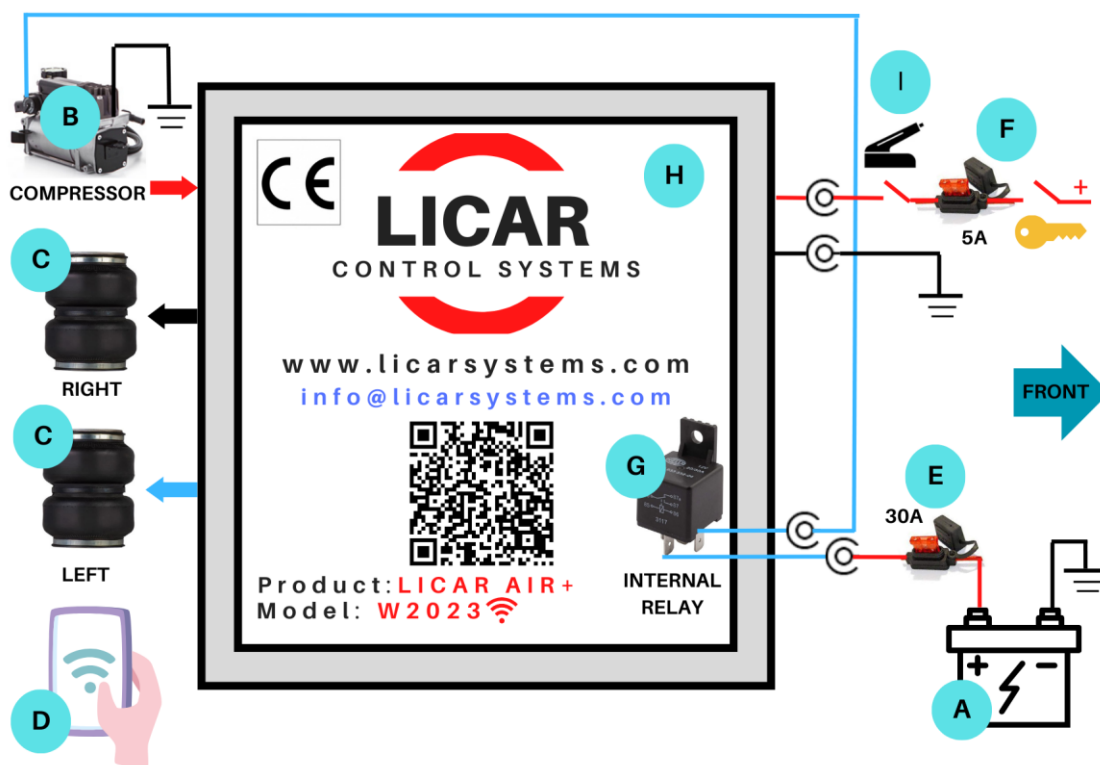 B
COMPRESSOR
C
RIGHT
C
LEFT
D
CE
LICAR
CONTROL SYSTEMS
www.licarsystems.com
info@licarsystems.com
Product: LICAR AIR+
Model: W2023
H
G
INTERNAL
RELAY
I
F
+
5A
FRONT
E
30A
+ -
A